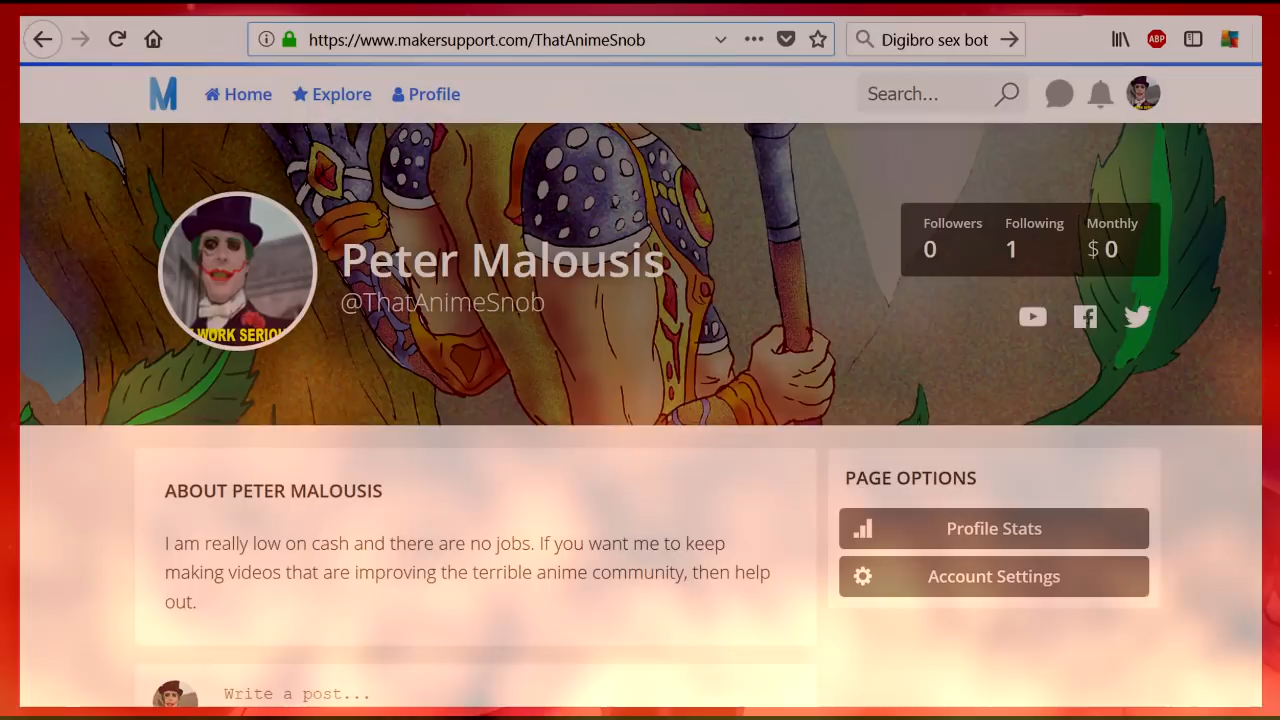 https://www.makersupport.com/ThatAnimeSnob
Digibro sex bot
ABP
M
Home
Explore
Profile
Search...
Followers
Following
Monthly
0
1
$ 0
Peter Malousis
@ThatAnimeSnob
WORK SERIOU
ABOUT PETER MALOUSIS
I am really low on cash and there are no jobs. If you want me to keep
making videos that are improving the terrible anime community, then help
out.
PAGE OPTIONS
Profile Stats
Account Settings
Write a post...